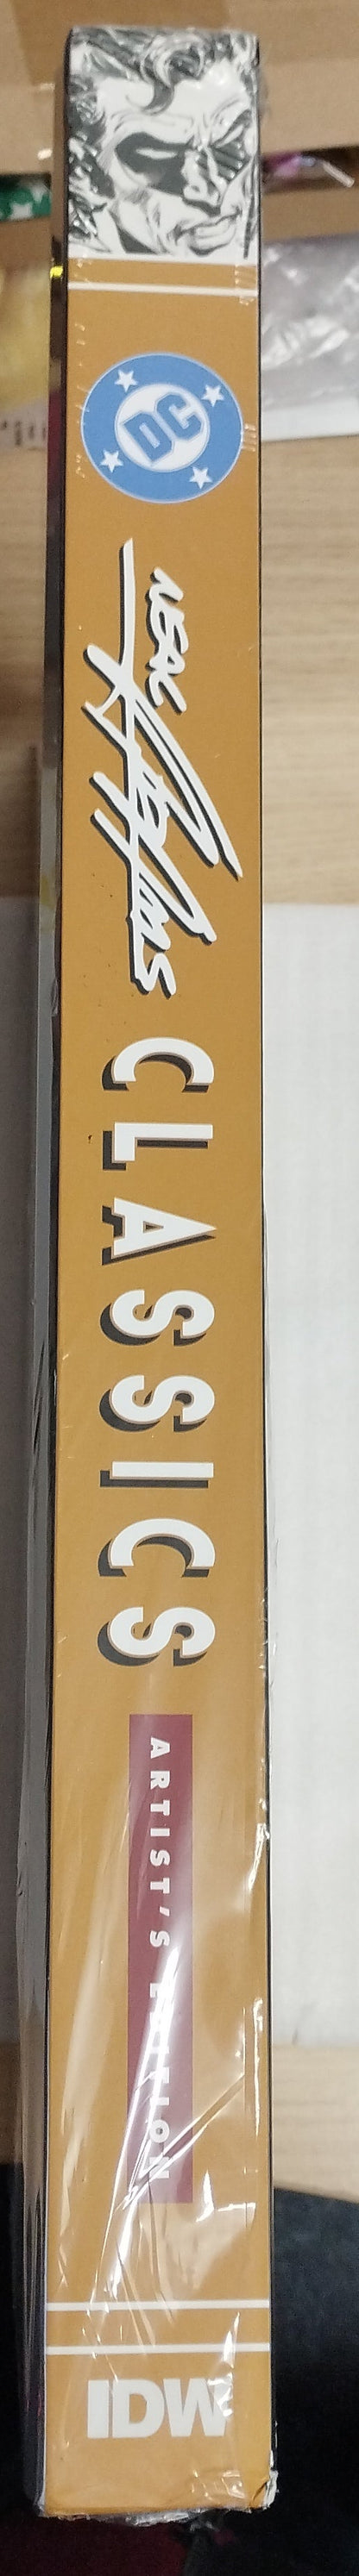 DC
NEAL
Adams
CLASSICS
ARTIST'S EDITION
IDW